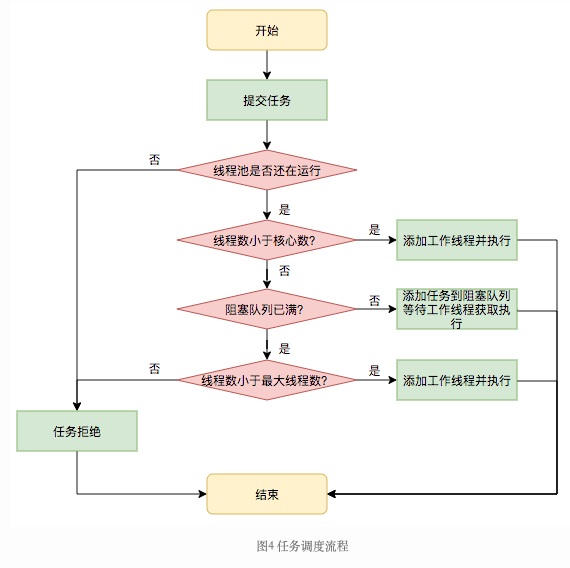 开始
提交任务
线程池是否还在运行
否
是
线程数小于核心数?
是
添加工作线程并执行
否
阻塞队列已满?
否
添加任务到阻塞队列
等待工作线程获取执
行
是
线程数小于最大线程数?
否
是
添加工作线程并执行
任务拒绝
结束
图4 任务调度流程